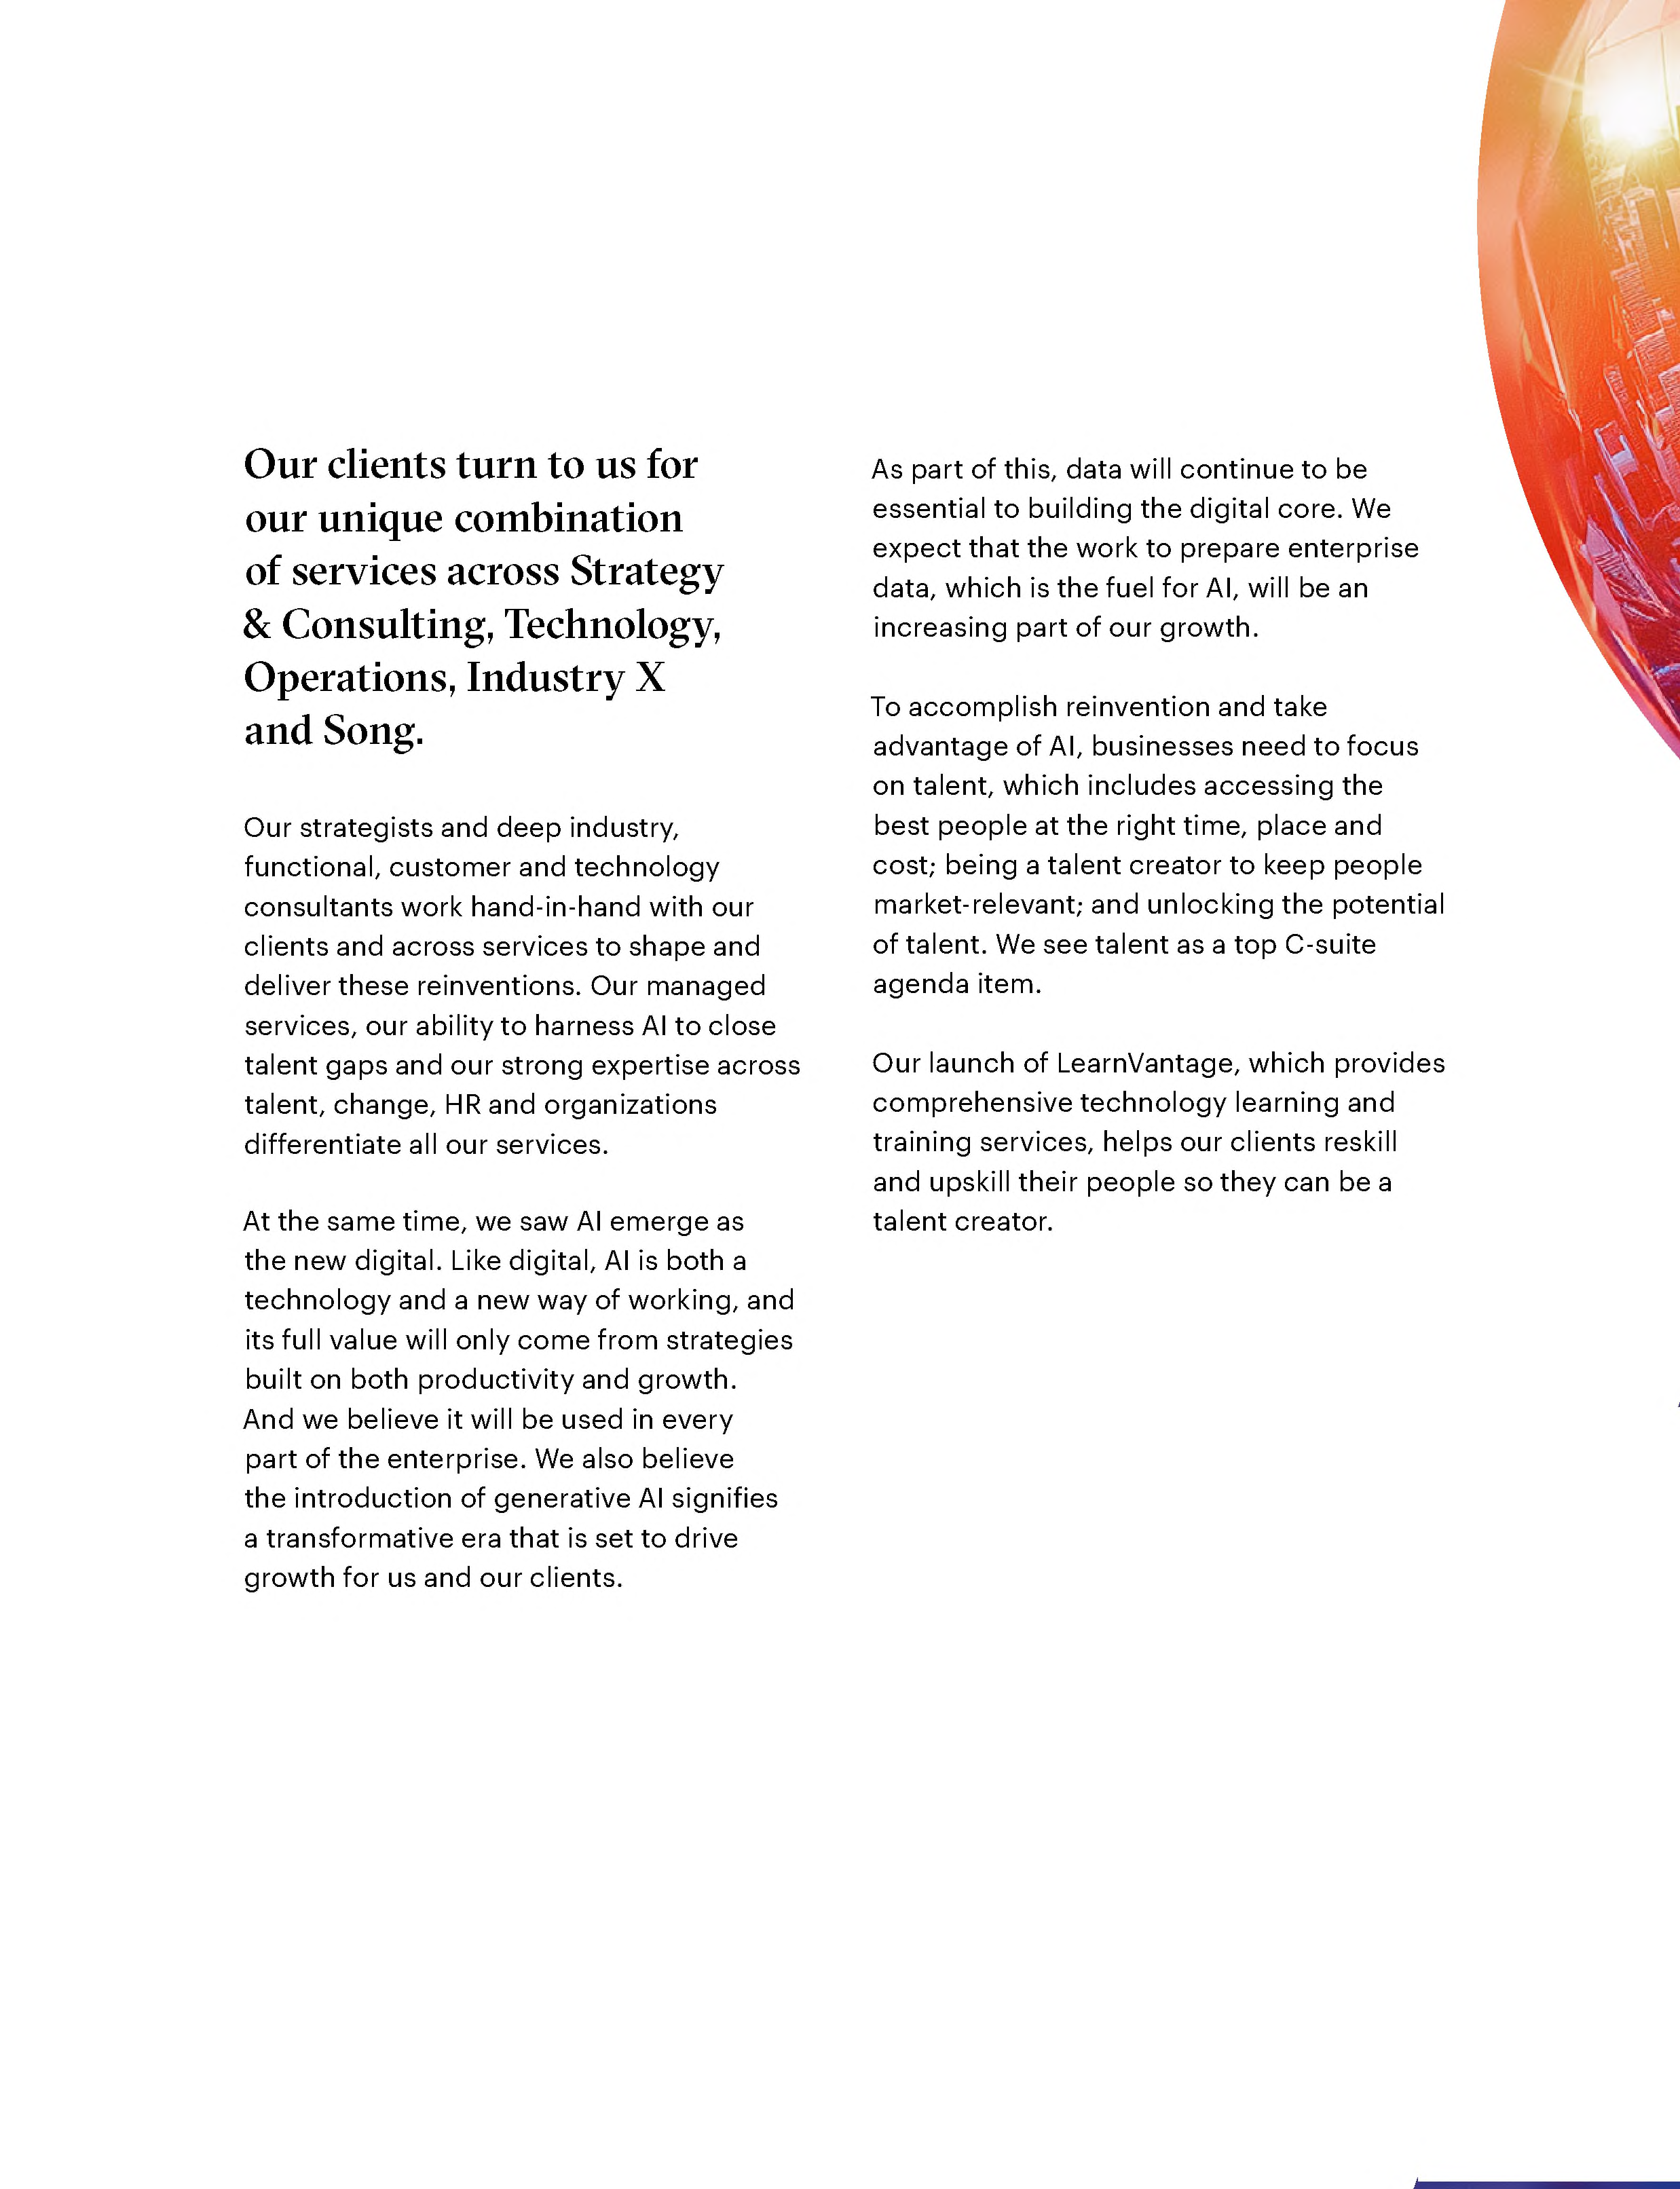 Our clients turn to us for
our unique combination
of services across Strategy
& Consulting, Technology,
Operations, Industry X
and Song.
Our strategists and deep industry,
functional, customer and technology
consultants work hand-in-hand with our
clients and across services to shape and
deliver these reinventions. Our managed
services, our ability to harness AI to close
talent gaps and our strong expertise across
talent, change, HR and organizations
differentiate all our services.
At the same time, we saw AI emerge as
the new digital. Like digital, AI is both a
technology and a new way of working, and
its full value will only come from strategies
built on both productivity and growth.
And we believe it will be used in every
part of the enterprise. We also believe
the introduction of generative AI signifies
a transformative era that is set to drive
growth for us and our clients.
As part of this, data will continue to be
essential to building the digital core. We
expect that the work to prepare enterprise
data, which is the fuel for AI, will be an
increasing part of our growth.
To accomplish reinvention and take
advantage of AI, businesses need to focus
on talent, which includes accessing the
best people at the right time, place and
cost; being a talent creator to keep people
market-relevant; and unlocking the potential
of talent. We see talent as a top C-suite
agenda item.
Our launch of LearnVantage, which provides
comprehensive technology learning and
training services, helps our clients reskill
and upskill their people so they can be a
talent creator.